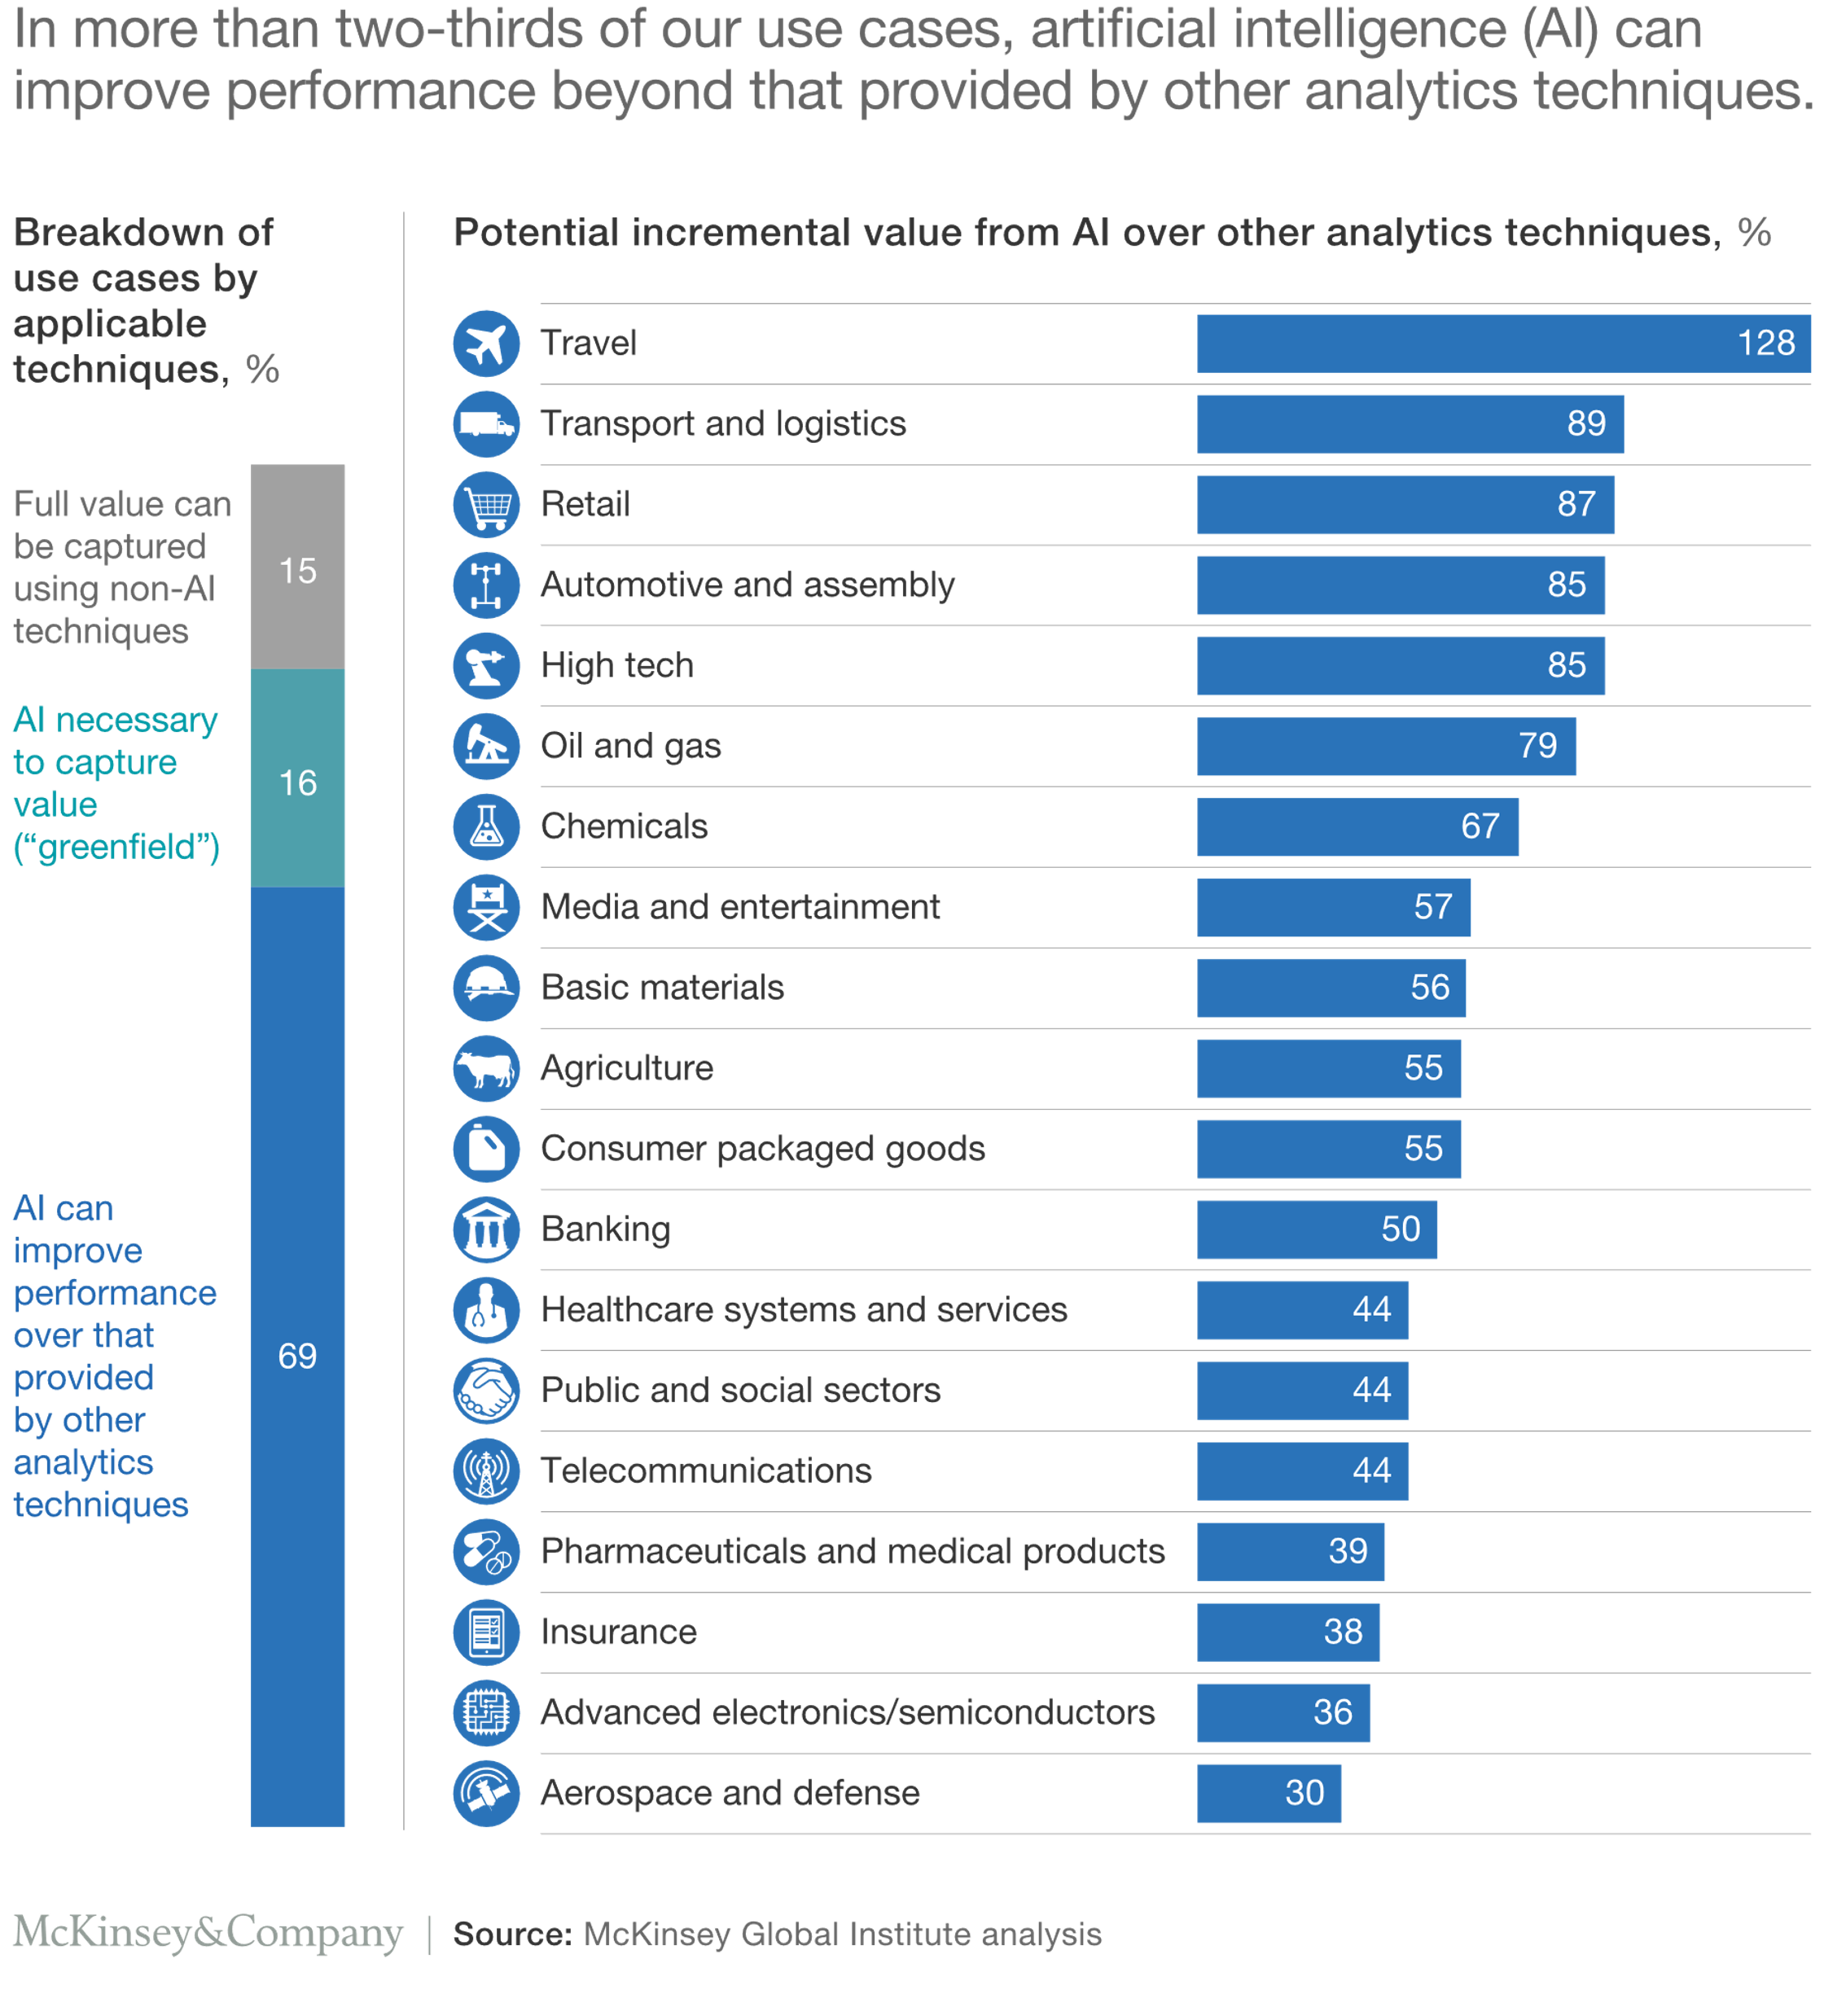 In more than two-thirds of our use cases, artificial intelligence (AI) can
improve performance beyond that provided by other analytics techniques.
Breakdown of
use cases by
applicable
techniques, %
Full value can
be captured
using non-AI
techniques
15
AI necessary
to capture
value
(“greenfield”)
16
AI can
improve
performance
over that
provided
by other
analytics
techniques
69
Potential incremental value from AI over other analytics techniques, %
Travel 128
Transport and logistics 89
Retail 87
Automotive and assembly 85
High tech 85
Oil and gas 79
Chemicals 67
Media and entertainment 57
Basic materials 56
Agriculture 55
Consumer packaged goods 55
Banking 50
Healthcare systems and services 44
Public and social sectors 44
Telecommunications 44
Pharmaceuticals and medical products 39
Insurance 38
Advanced electronics/semiconductors 36
Aerospace and defense 30
McKinsey&Company | Source: McKinsey Global Institute analysis